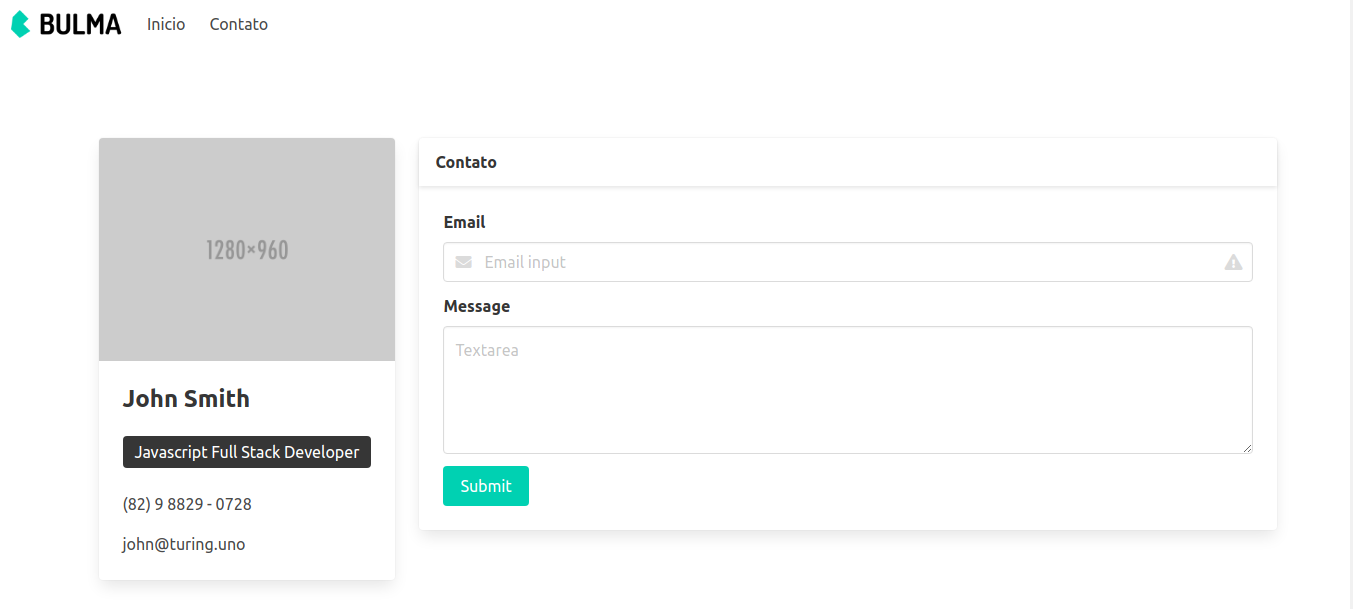 BULMA Inicio Contato
1280×960
John Smith
Javascript Full Stack Developer
(82) 9 8829 - 0728
john@turing.uno
Contato
Email
Email input
Message
Textarea
Submit